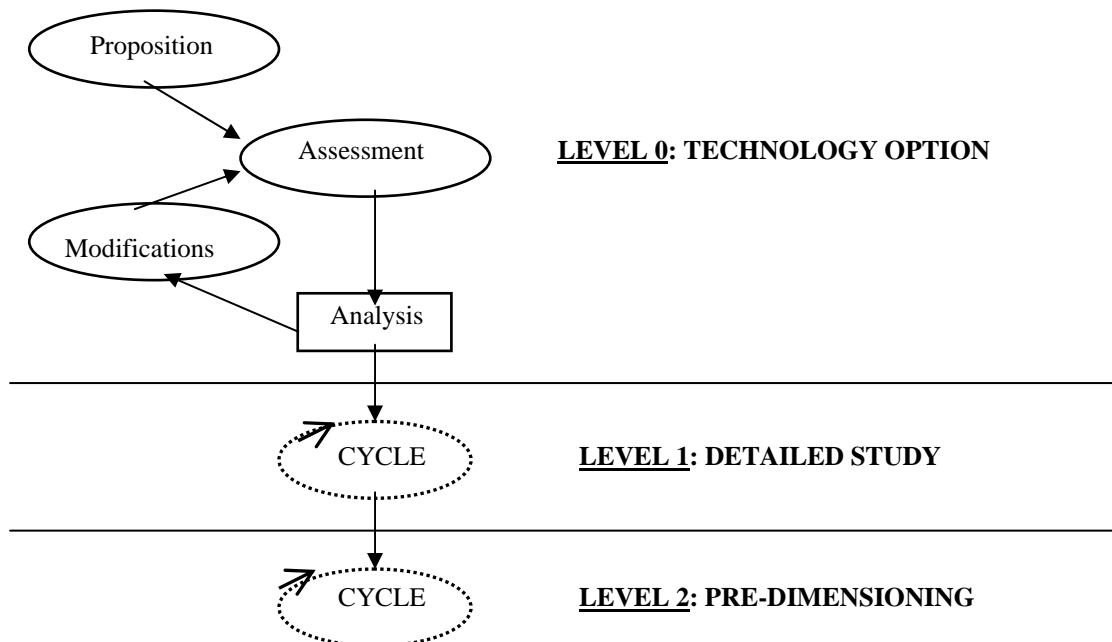 Proposition
Assessment
LEVEL 0: TECHNOLOGY OPTION
Modifications
Analysis
CYCLE
LEVEL 1: DETAILED STUDY
CYCLE
LEVEL 2: PRE-DIMENSIONING